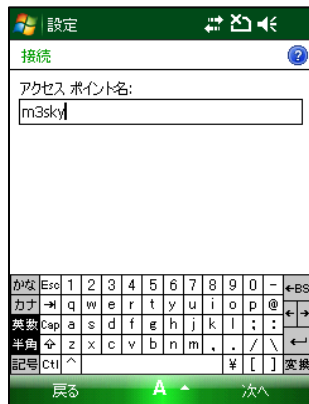 設定
接続
アクセス ポイント名:
m3sky
かな Esc 1 2 3 4 5 6 7 8 9 0 - ←BS
カナ →| q w e r t y u i o p @ ← →
英数 Cap a s d f g h j k l ; :
半角 z x c v b n m , . / \ ↵
記号 Ctl ^ ¥ [ ] 変換
戻る A 次へ